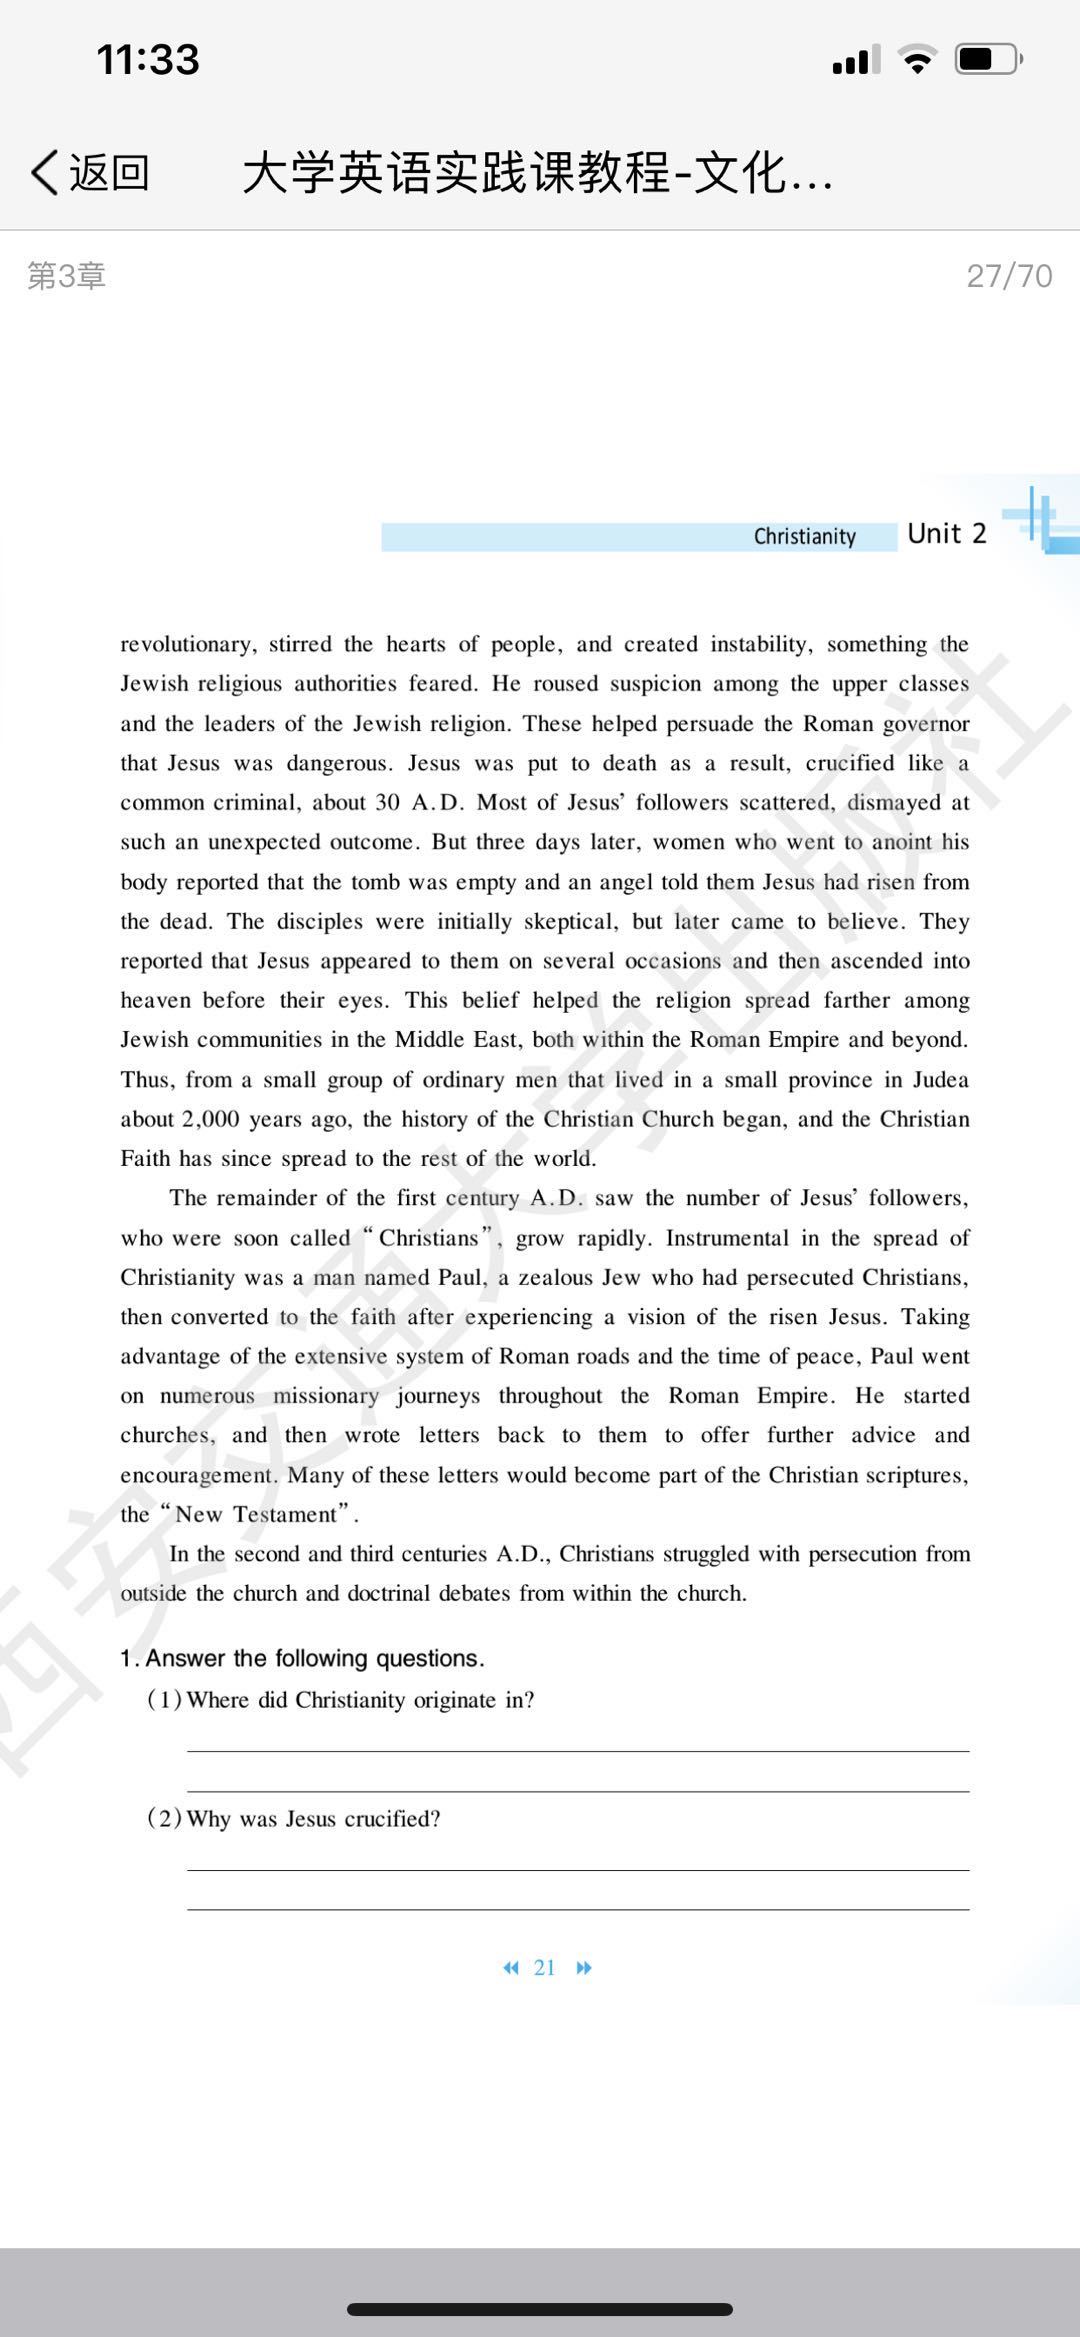 11:33
返回 大学英语实践课教程-文化...
第3章 27/70
Christianity Unit 2
revolutionary, stirred the hearts of people, and created instability, something the
Jewish religious authorities feared. He roused suspicion among the upper classes
and the leaders of the Jewish religion. These helped persuade the Roman governor
that Jesus was dangerous. Jesus was put to death as a result, crucified like a
common criminal, about 30 A.D. Most of Jesus’ followers scattered, dismayed at
such an unexpected outcome. But three days later, women who went to anoint his
body reported that the tomb was empty and an angel told them Jesus had risen from
the dead. The disciples were initially skeptical, but later came to believe. They
reported that Jesus appeared to them on several occasions and then ascended into
heaven before their eyes. This belief helped the religion spread farther among
Jewish communities in the Middle East, both within the Roman Empire and beyond.
Thus, from a small group of ordinary men that lived in a small province in Judea
about 2,000 years ago, the history of the Christian Church began, and the Christian
Faith has since spread to the rest of the world.
The remainder of the first century A.D. saw the number of Jesus’ followers,
who were soon called “Christians”, grow rapidly. Instrumental in the spread of
Christianity was a man named Paul, a zealous Jew who had persecuted Christians,
then converted to the faith after experiencing a vision of the risen Jesus. Taking
advantage of the extensive system of Roman roads and the time of peace, Paul went
on numerous missionary journeys throughout the Roman Empire. He started
churches, and then wrote letters back to them to offer further advice and
encouragement. Many of these letters would become part of the Christian scriptures,
the “New Testament”.
In the second and third centuries A.D., Christians struggled with persecution from
outside the church and doctrinal debates from within the church.
1. Answer the following questions.
(1) Where did Christianity originate in?
(2) Why was Jesus crucified?
21
西安交通大学出版社